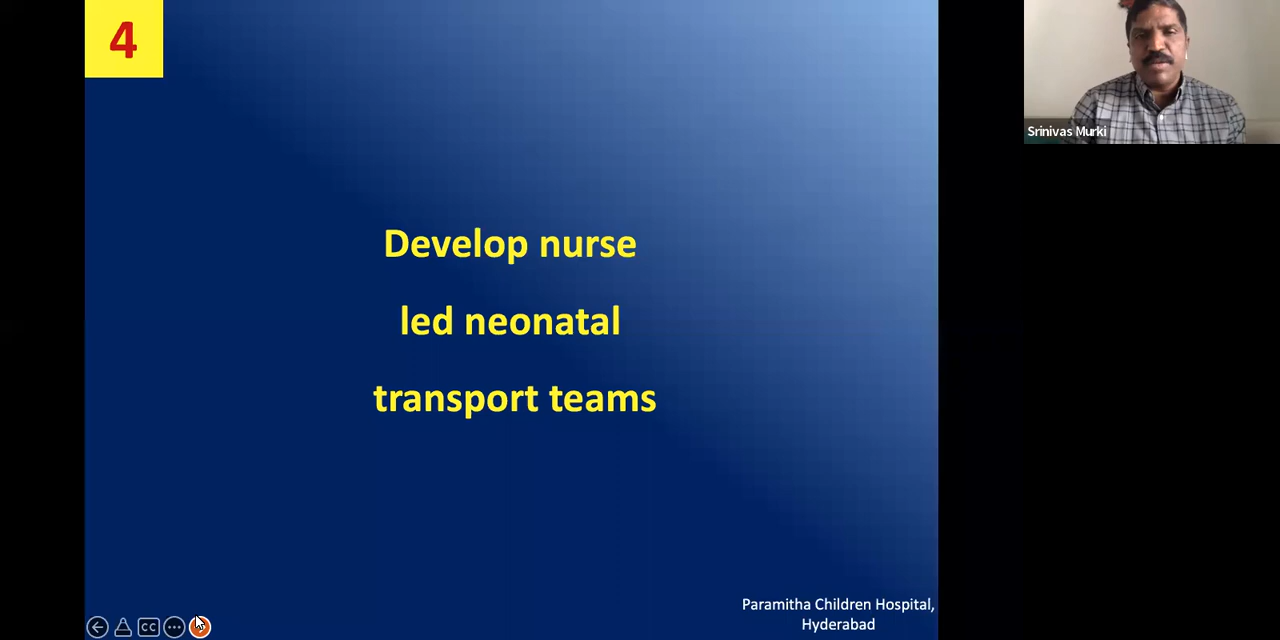 4
Srinivas Murki
Develop nurse
led neonatal
transport teams
Paramitha Children Hospital,
Hyderabad
CC